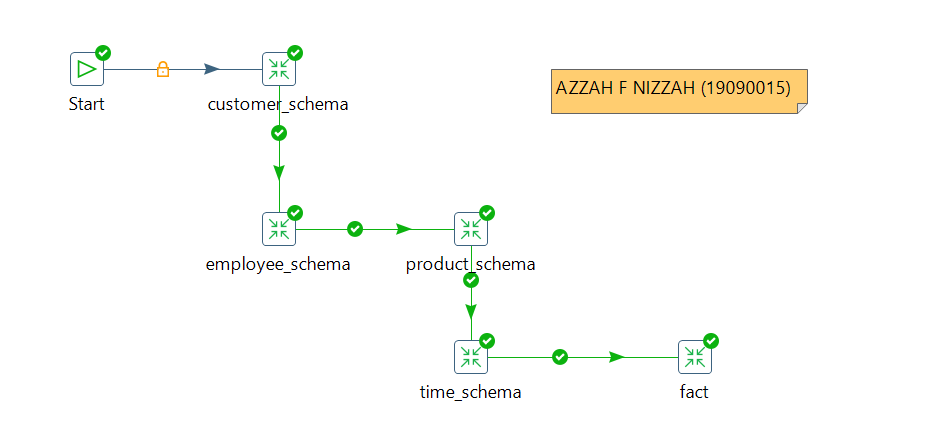 Start
customer_schema
AZZAH F NIZZAH (19090015)
employee_schema
product_schema
time_schema
fact